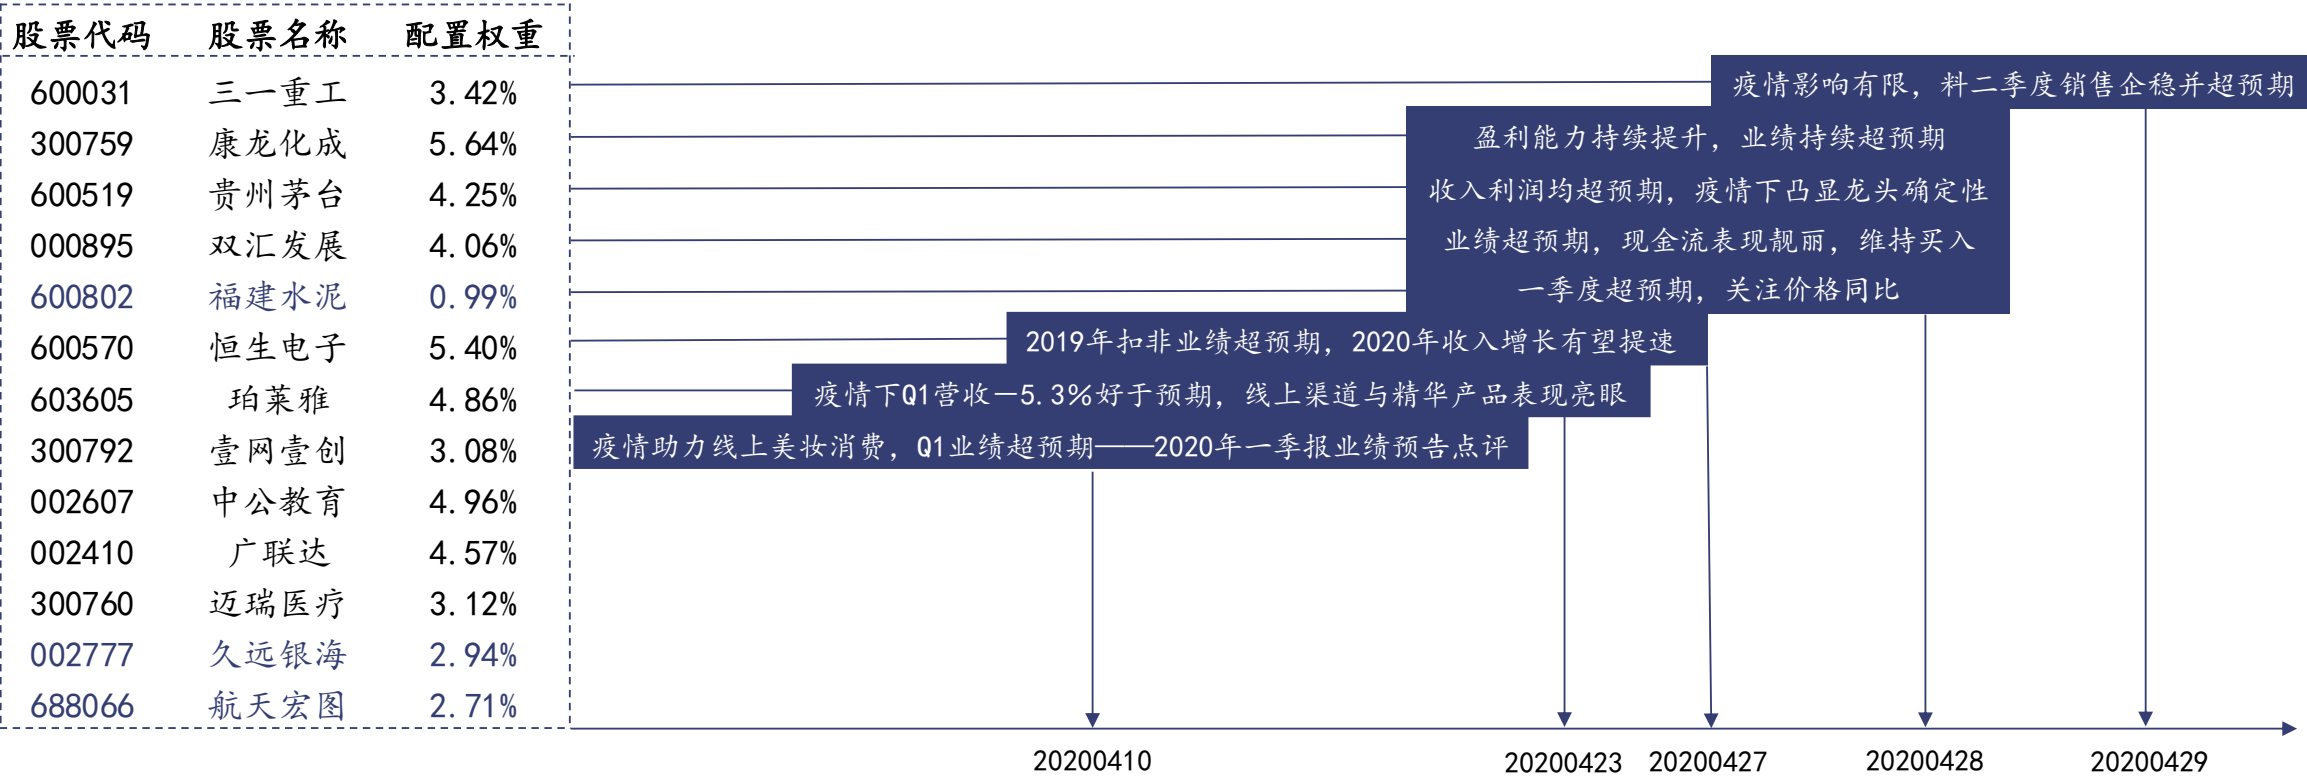 股票代码 股票名称 配置权重
600031 三一重工 3.42% 疫情影响有限，料二季度销售企稳并超预期
300759 康龙化成 5.64% 盈利能力持续提升，业绩持续超预期
600519 贵州茅台 4.25% 收入利润均超预期，疫情下凸显龙头确定性
000895 双汇发展 4.06% 业绩超预期，现金流表现靓丽，维持买入
600802 福建水泥 0.99% 一季度超预期，关注价格同比
600570 恒生电子 5.40% 2019年扣非业绩超预期，2020年收入增长有望提速
603605 珀莱雅 4.86% 疫情下Q1营收－5.3%好于预期，线上渠道与精华产品表现亮眼
300792 壹网壹创 3.08% 疫情助力线上美妆消费，Q1业绩超预期——2020年一季报业绩预告点评
002607 中公教育 4.96%
002410 广联达 4.57%
300760 迈瑞医疗 3.12%
002777 久远银海 2.94%
688066 航天宏图 2.71%
20200410 20200423 20200427 20200428 20200429